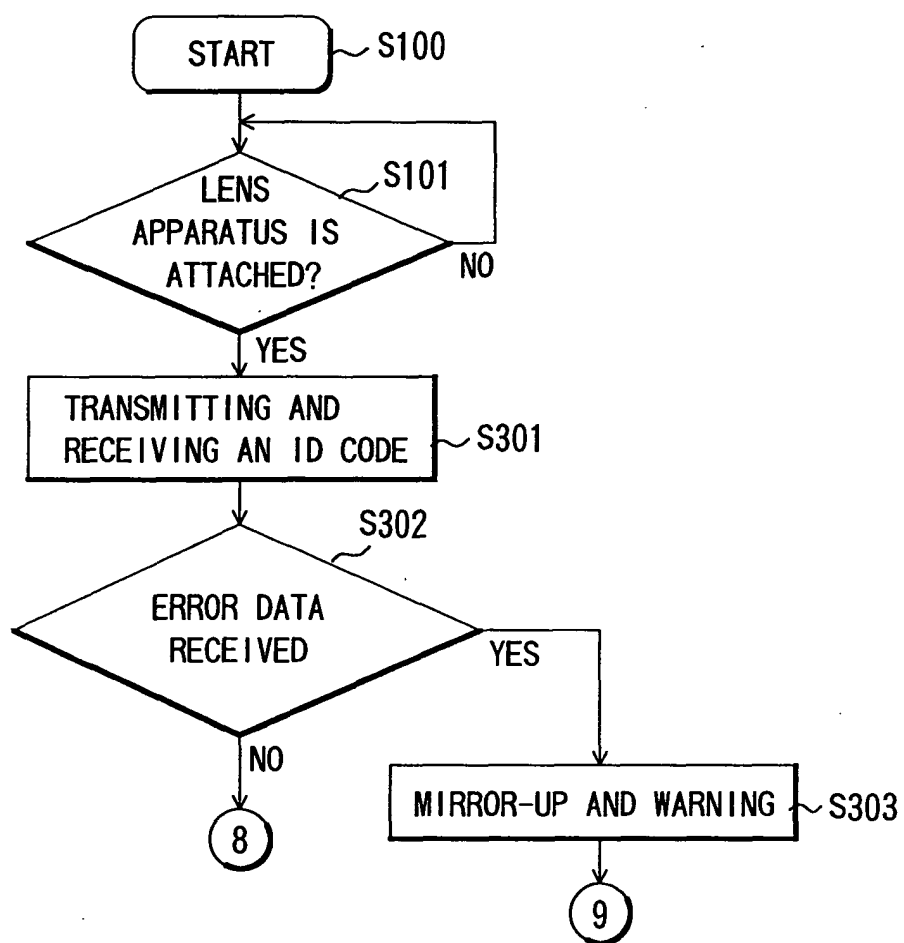 START
S100
S101
LENS
APPARATUS IS
ATTACHED?
NO
YES
TRANSMITTING AND
RECEIVING AN ID CODE
S301
S302
ERROR DATA
RECEIVED
YES
NO
MIRROR-UP AND WARNING
S303
8
9